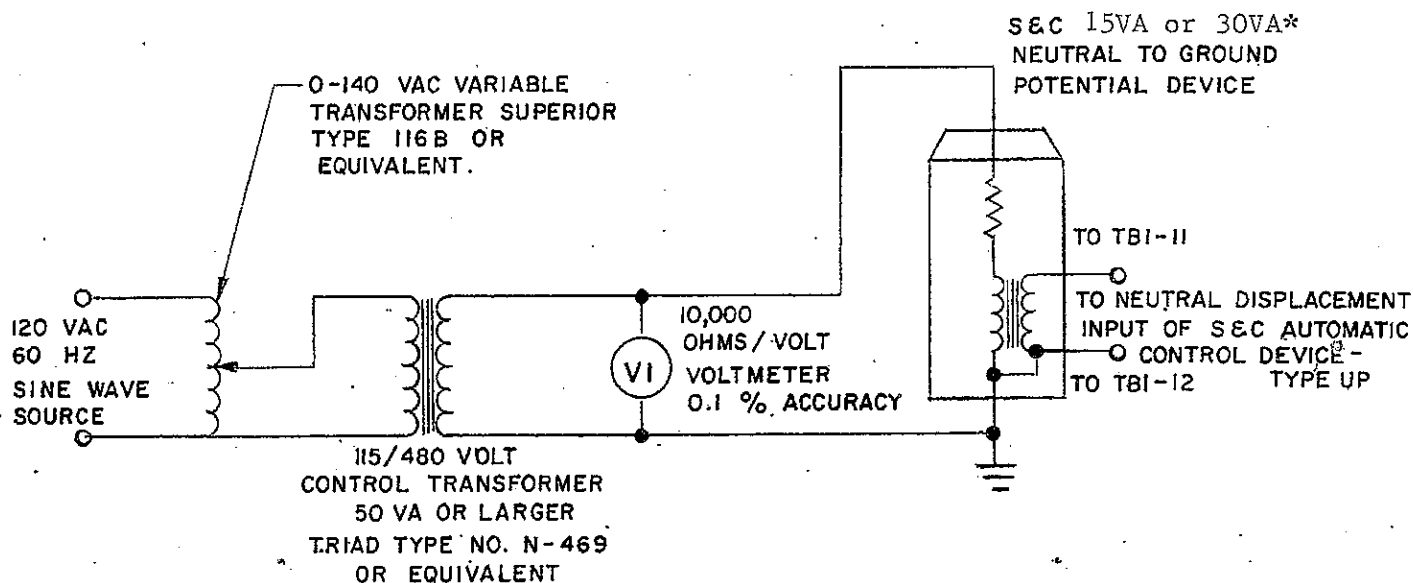 S&C 15VA or 30VA*
NEUTRAL TO GROUND
POTENTIAL DEVICE
0-140 VAC VARIABLE
TRANSFORMER SUPERIOR
TYPE 116B OR
EQUIVALENT.
TO TB1-11
120 VAC
60 HZ
SINE WAVE
SOURCE
V1
10,000
OHMS/VOLT
VOLTMETER
0.1 % ACCURACY
TO NEUTRAL DISPLACEMENT
INPUT OF S&C AUTOMATIC
CONTROL DEVICE-
TYPE UP
TO TB1-12
115/480 VOLT
CONTROL TRANSFORMER
50 VA OR LARGER
TRIAD TYPE NO. N-469
OR EQUIVALENT